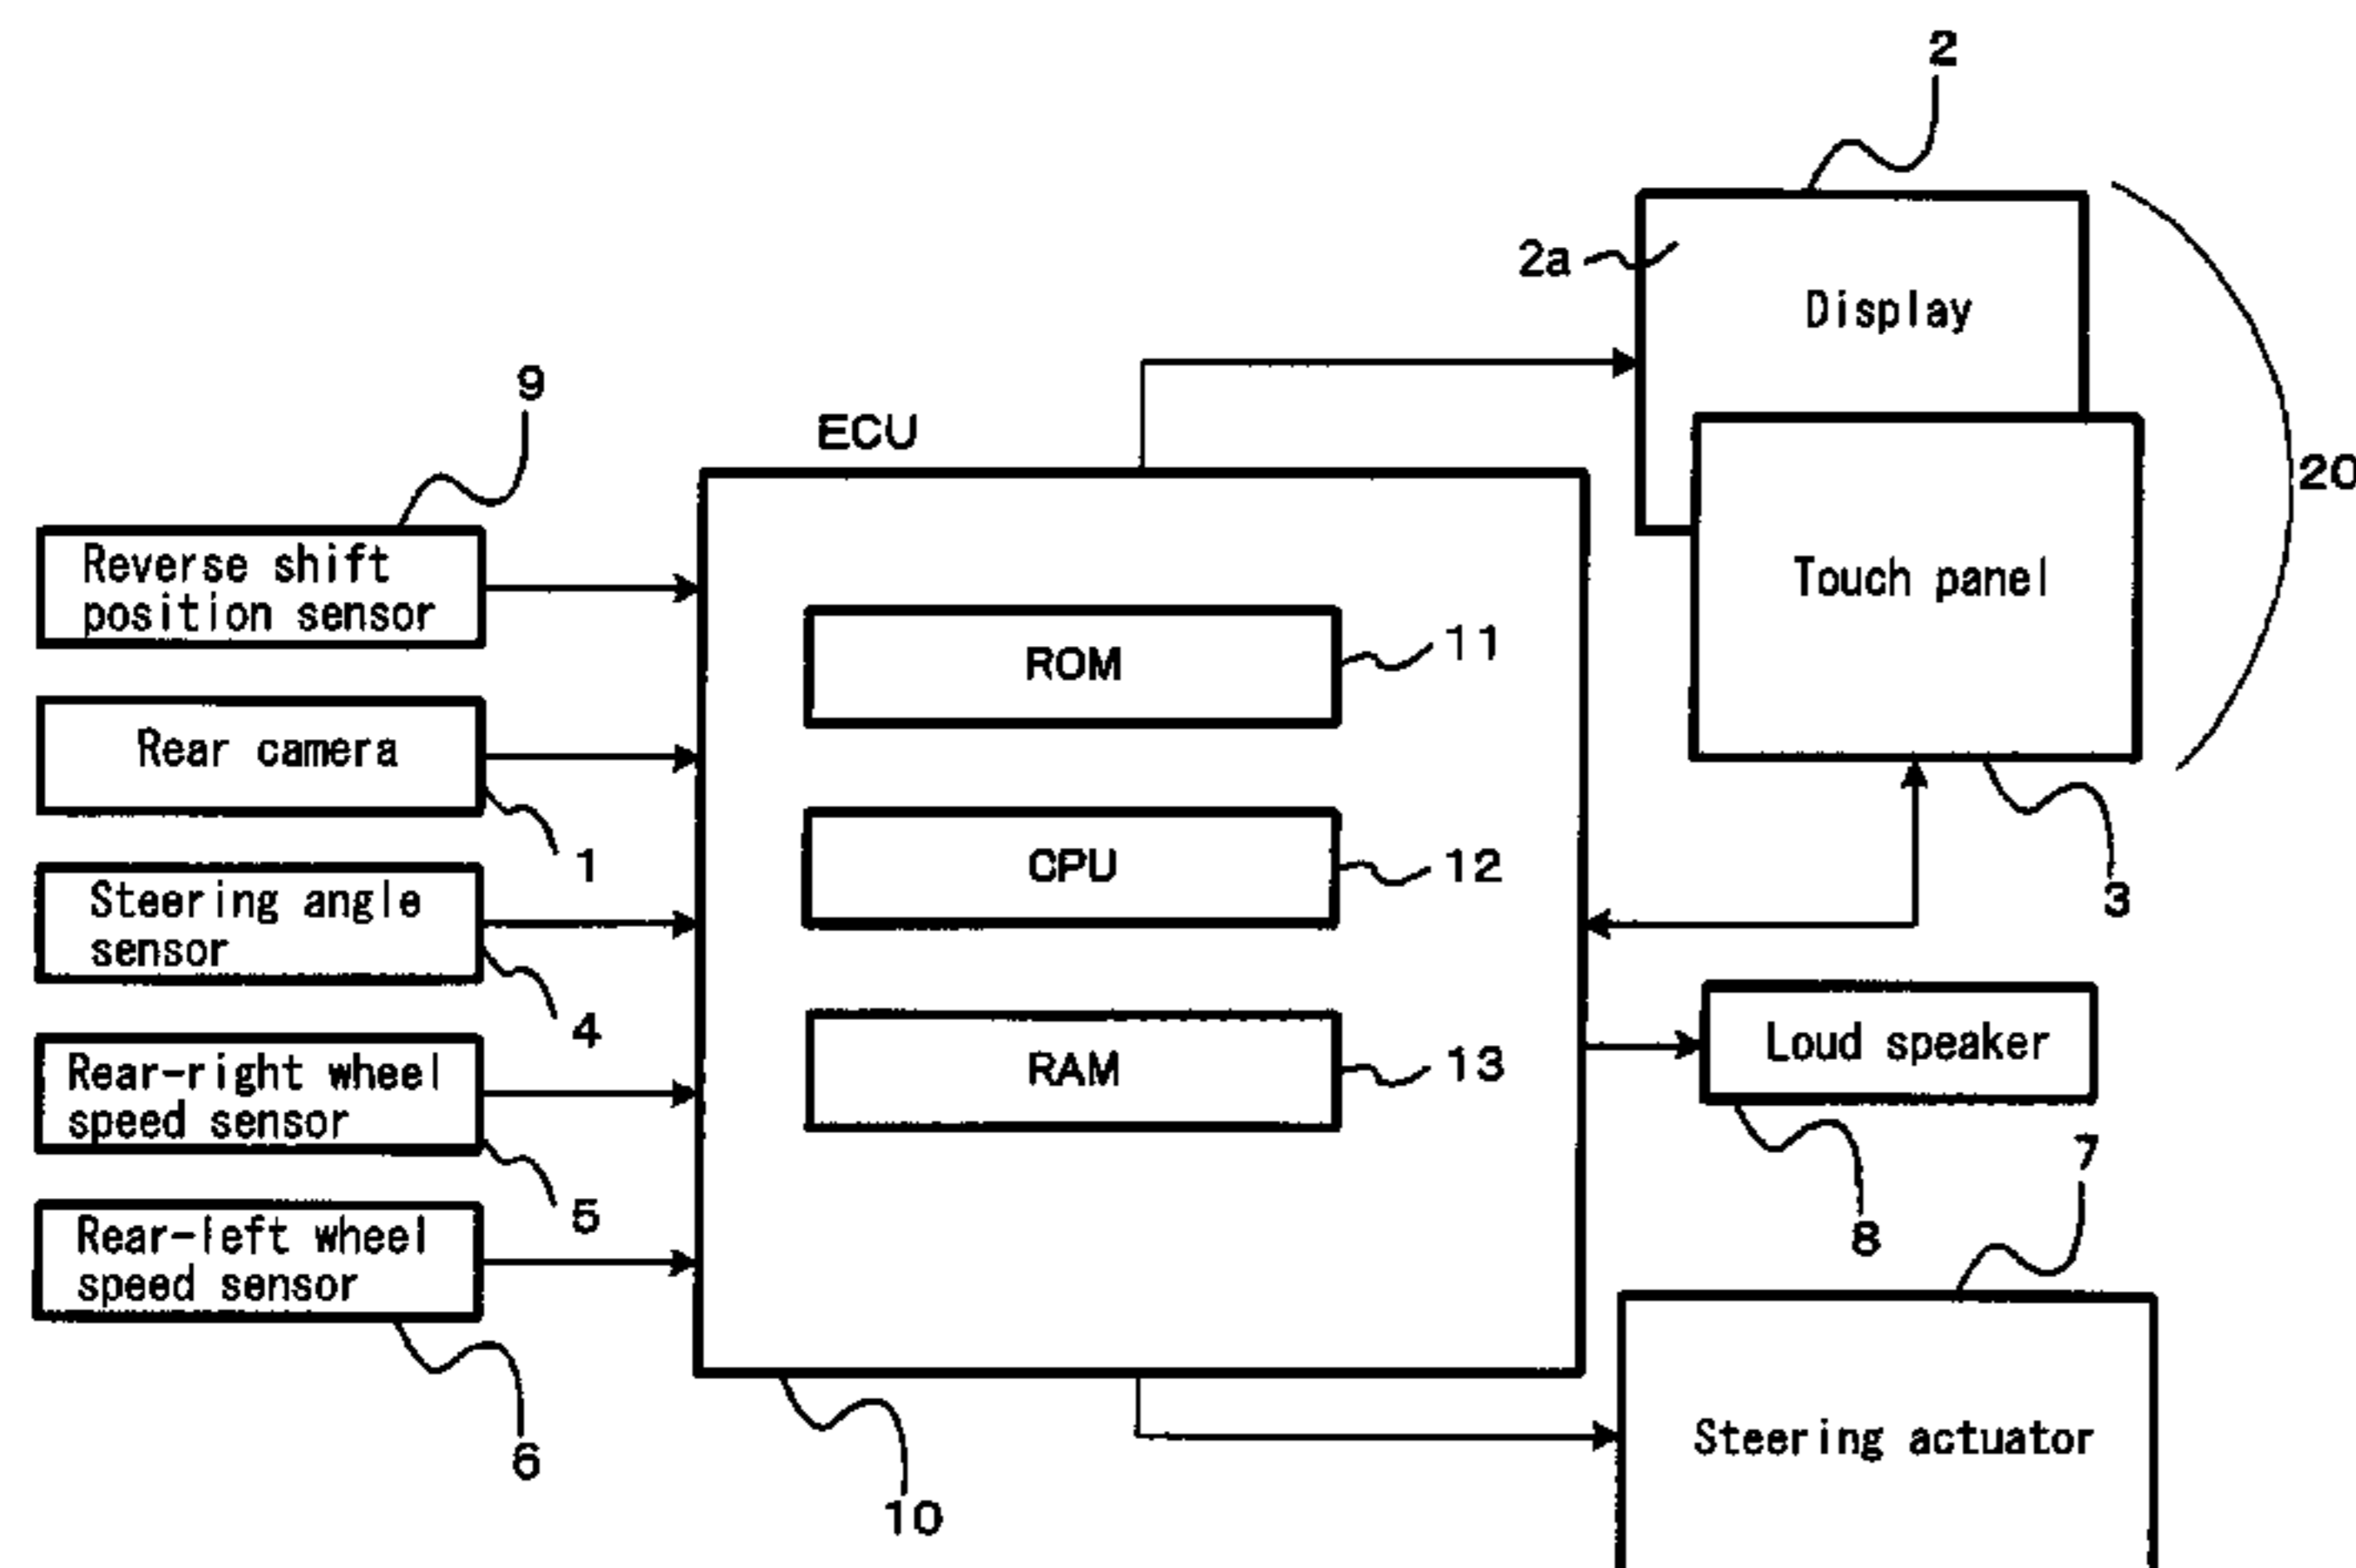 2
2a
Display
9
ECU
20
Reverse shift
position sensor
Touch panel
ROM
11
Rear camera
1
CPU
12
3
Steering angle
sensor
4
Loud speaker
RAM
13
Rear-right wheel
speed sensor
5
7
8
Rear-left wheel
speed sensor
6
10
Steering actuator